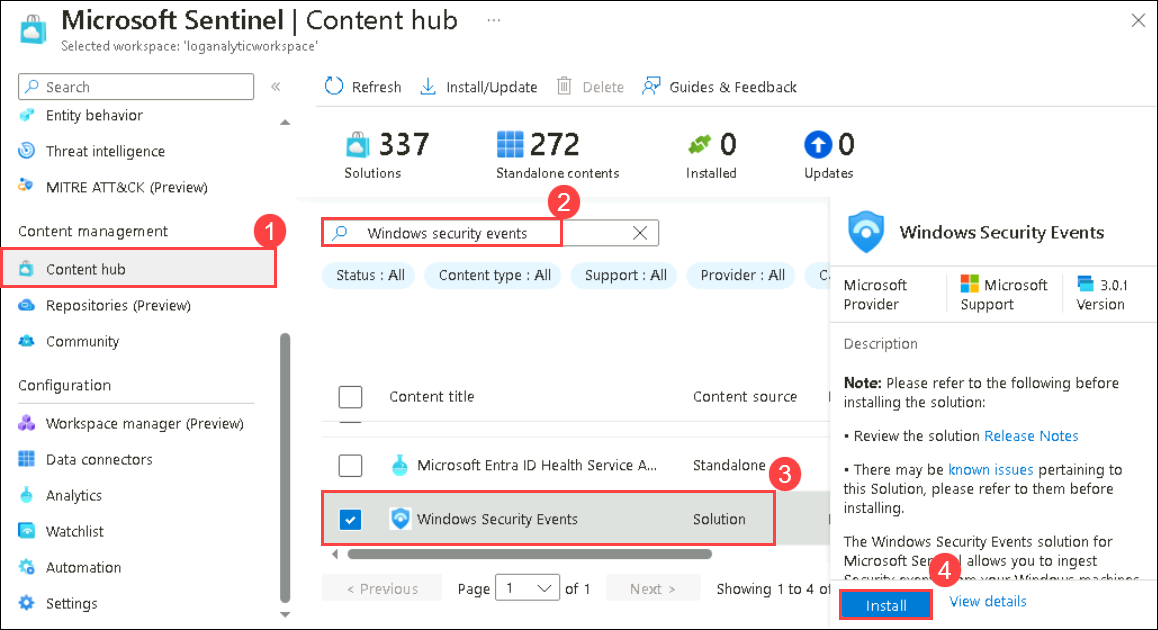 Microsoft Sentinel | Content hub ...
Selected workspace: 'loganalyticworkspace'
Search
«
Entity behavior
Threat intelligence
MITRE ATT&CK (Preview)
Content management
1
Content hub
Repositories (Preview)
Community
Configuration
Workspace manager (Preview)
Data connectors
Analytics
Watchlist
Automation
Settings
Refresh Install/Update Delete Guides & Feedback
337 272 0 0
Solutions Standalone contents Installed Updates
2
Windows security events
Status : All Content type : All Support : All Provider : All C
Content title Content source
Microsoft Entra ID Health Service A... Standalone
3
Windows Security Events Solution
< Previous Page 1 of 1 Next > Showing 1 to 4 of
Windows Security Events
Microsoft Microsoft 3.0.1
Provider Support Version
Description
Note: Please refer to the following before
installing the solution:
• Review the solution Release Notes
• There may be known issues pertaining to
this Solution, please refer to them before
installing.
The Windows Security Events solution for
Microsoft Sen allows you to ingest
Security even om your Windows machines
4
Install View details